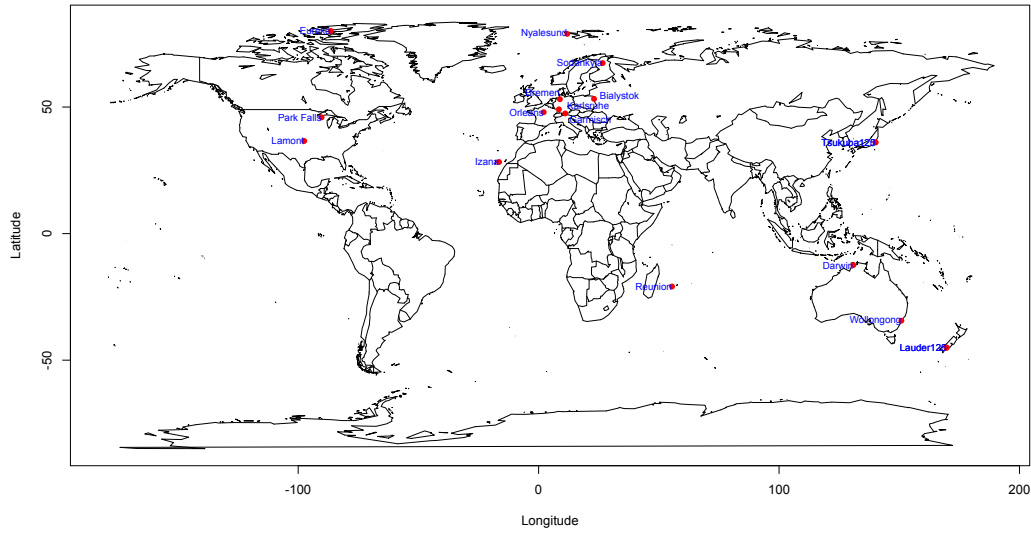 Eureka
Nyalesund
Sodankyla
Bremen
Bialystok
Karlsruhe
Orleans
Garmisch
Park Falls
Lamont
Tsukuba125
Izana
Darwin
Reunion
Wollongong
Lauder125
50
0
-50
Latitude
-100
0
100
200
Longitude